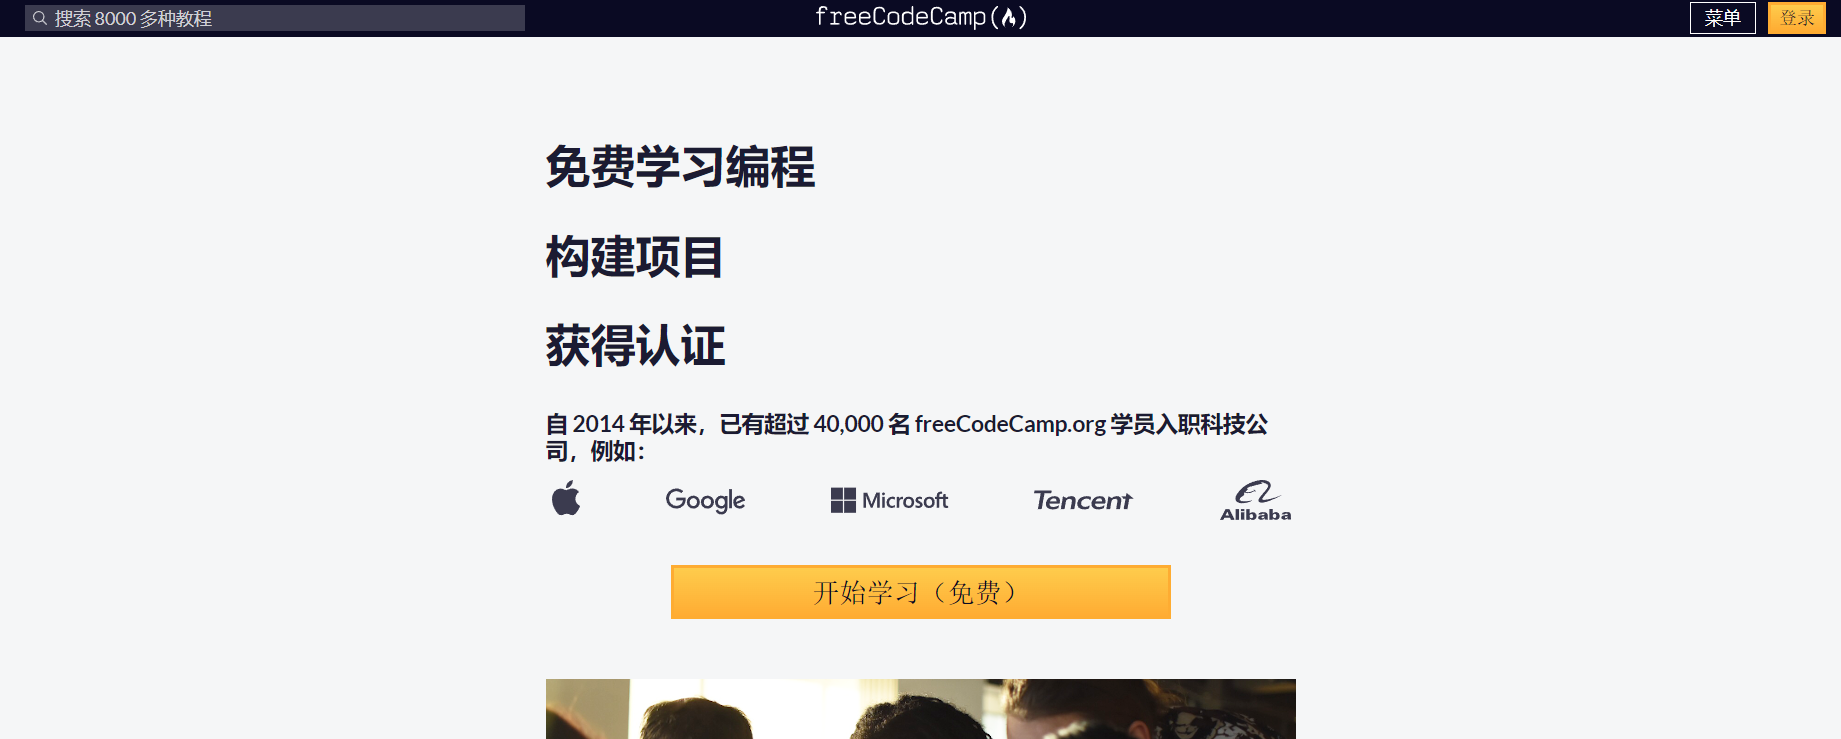 搜索 8000 多种教程
freeCodeCamp
菜单
登录
免费学习编程
构建项目
获得认证
自 2014 年以来，已有超过 40,000 名 freeCodeCamp.org 学员入职科技公
司，例如：
Google
Microsoft
Tencent
Alibaba
开始学习（免费）